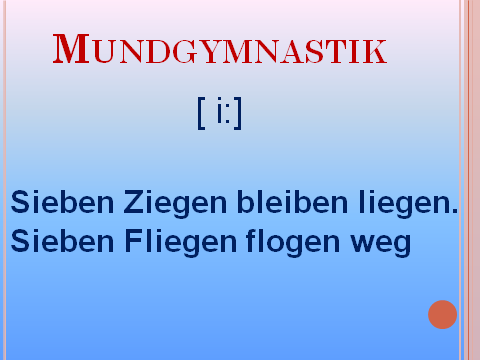 MUNDGYMNASTIK
[ i:]
Sieben Ziegen bleiben liegen.
Sieben Fliegen flogen weg